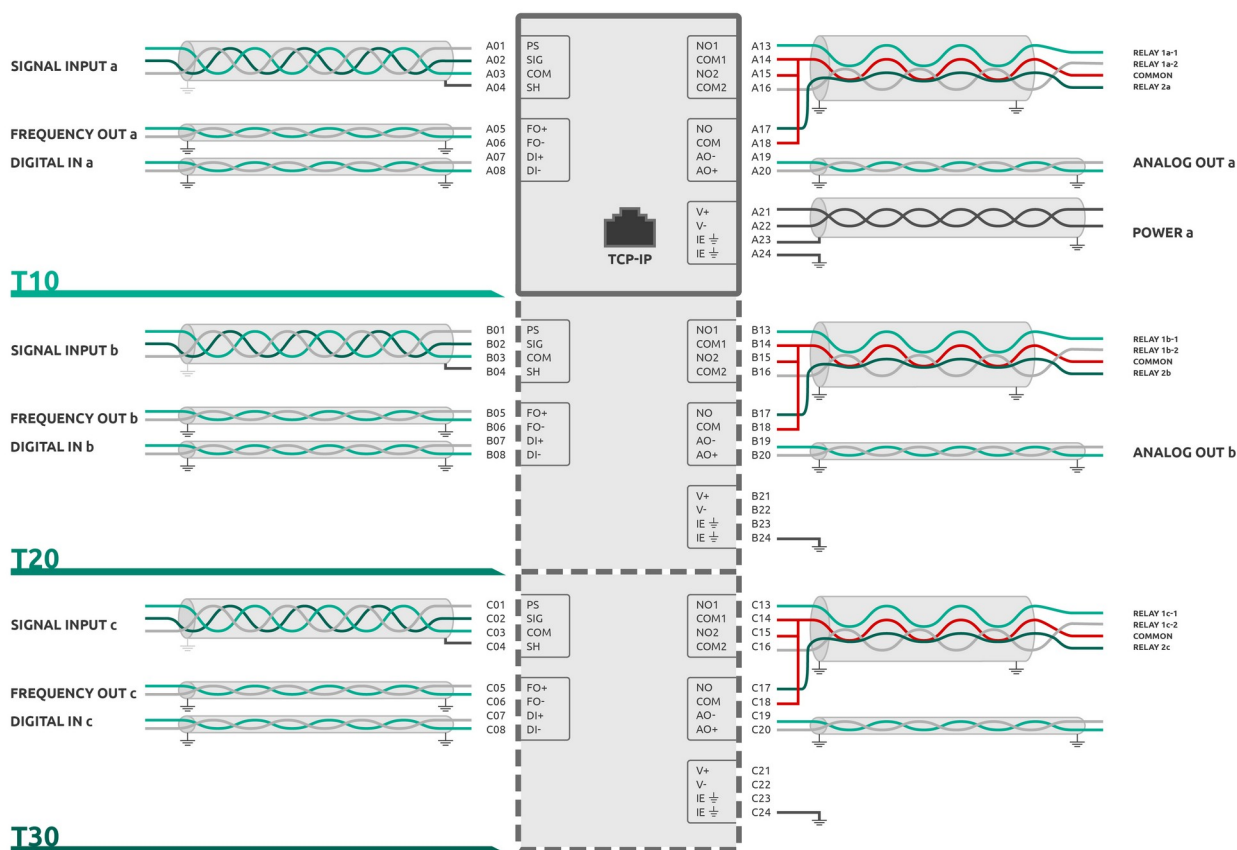 SIGNAL INPUT a
A01 PS
A02 SIG
A03 COM
A04 SH
NO1 A13
COM1 A14
NO2 A15
COM2 A16
RELAY 1a-1
RELAY 1a-2
COMMON
RELAY 2a
FREQUENCY OUT a
DIGITAL IN a
A05 FO+
A06 FO-
A07 DI+
A08 DI-
NO A17
COM A18
AO- A19
AO+ A20
ANALOG OUT a
TCP-IP
V+ A21
V- A22
IE A23
IE A24
POWER a
T10
SIGNAL INPUT b
B01 PS
B02 SIG
B03 COM
B04 SH
NO1 B13
COM1 B14
NO2 B15
COM2 B16
RELAY 1b-1
RELAY 1b-2
COMMON
RELAY 2b
FREQUENCY OUT b
DIGITAL IN b
B05 FO+
B06 FO-
B07 DI+
B08 DI-
NO B17
COM B18
AO- B19
AO+ B20
ANALOG OUT b
V+ B21
V- B22
IE B23
IE B24
T20
SIGNAL INPUT c
C01 PS
C02 SIG
C03 COM
C04 SH
NO1 C13
COM1 C14
NO2 C15
COM2 C16
RELAY 1c-1
RELAY 1c-2
COMMON
RELAY 2c
FREQUENCY OUT c
DIGITAL IN c
C05 FO+
C06 FO-
C07 DI+
C08 DI-
NO C17
COM C18
AO- C19
AO+ C20
V+ C21
V- C22
IE C23
IE C24
T30